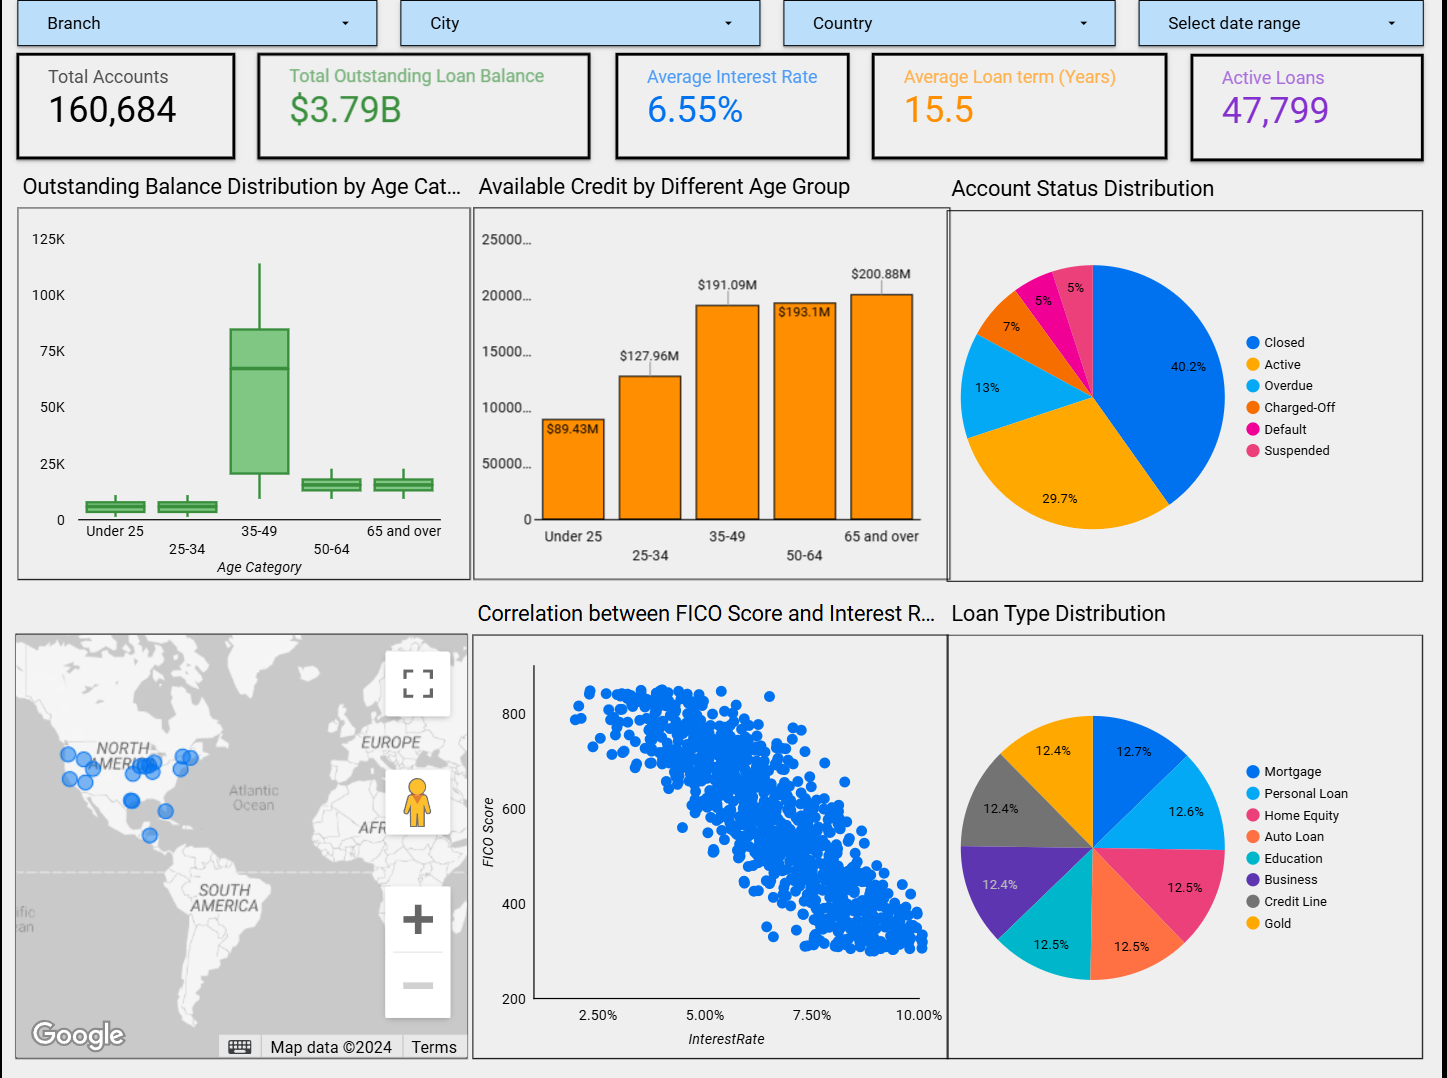 Branch
City
Country
Select date range
Total Accounts
160,684
Total Outstanding Loan Balance
$3.79B
Average Interest Rate
6.55%
Average Loan term (Years)
15.5
Active Loans
47,799
Outstanding Balance Distribution by Age Cat...
125K
100K
75K
50K
25K
0
Under 25
25-34
35-49
50-64
65 and over
Age Category
Available Credit by Different Age Group
25000...
20000...
15000...
10000...
50000...
0
$89.43M
$127.96M
$191.09M
$193.1M
$200.88M
Under 25
25-34
35-49
50-64
65 and over
Account Status Distribution
5%
5%
7%
13%
40.2%
29.7%
Closed
Active
Overdue
Charged-Off
Default
Suspended
NORTH
AMERICA
EUROPE
Atlantic
Ocean
AFR
SOUTH
AMERICA
ific
an
Google
Map data ©2024
Terms
Correlation between FICO Score and Interest R...
800
600
400
200
FICO Score
2.50%
5.00%
7.50%
10.00%
InterestRate
Loan Type Distribution
12.4%
12.7%
12.4%
12.6%
12.4%
12.5%
12.5%
12.5%
Mortgage
Personal Loan
Home Equity
Auto Loan
Education
Business
Credit Line
Gold